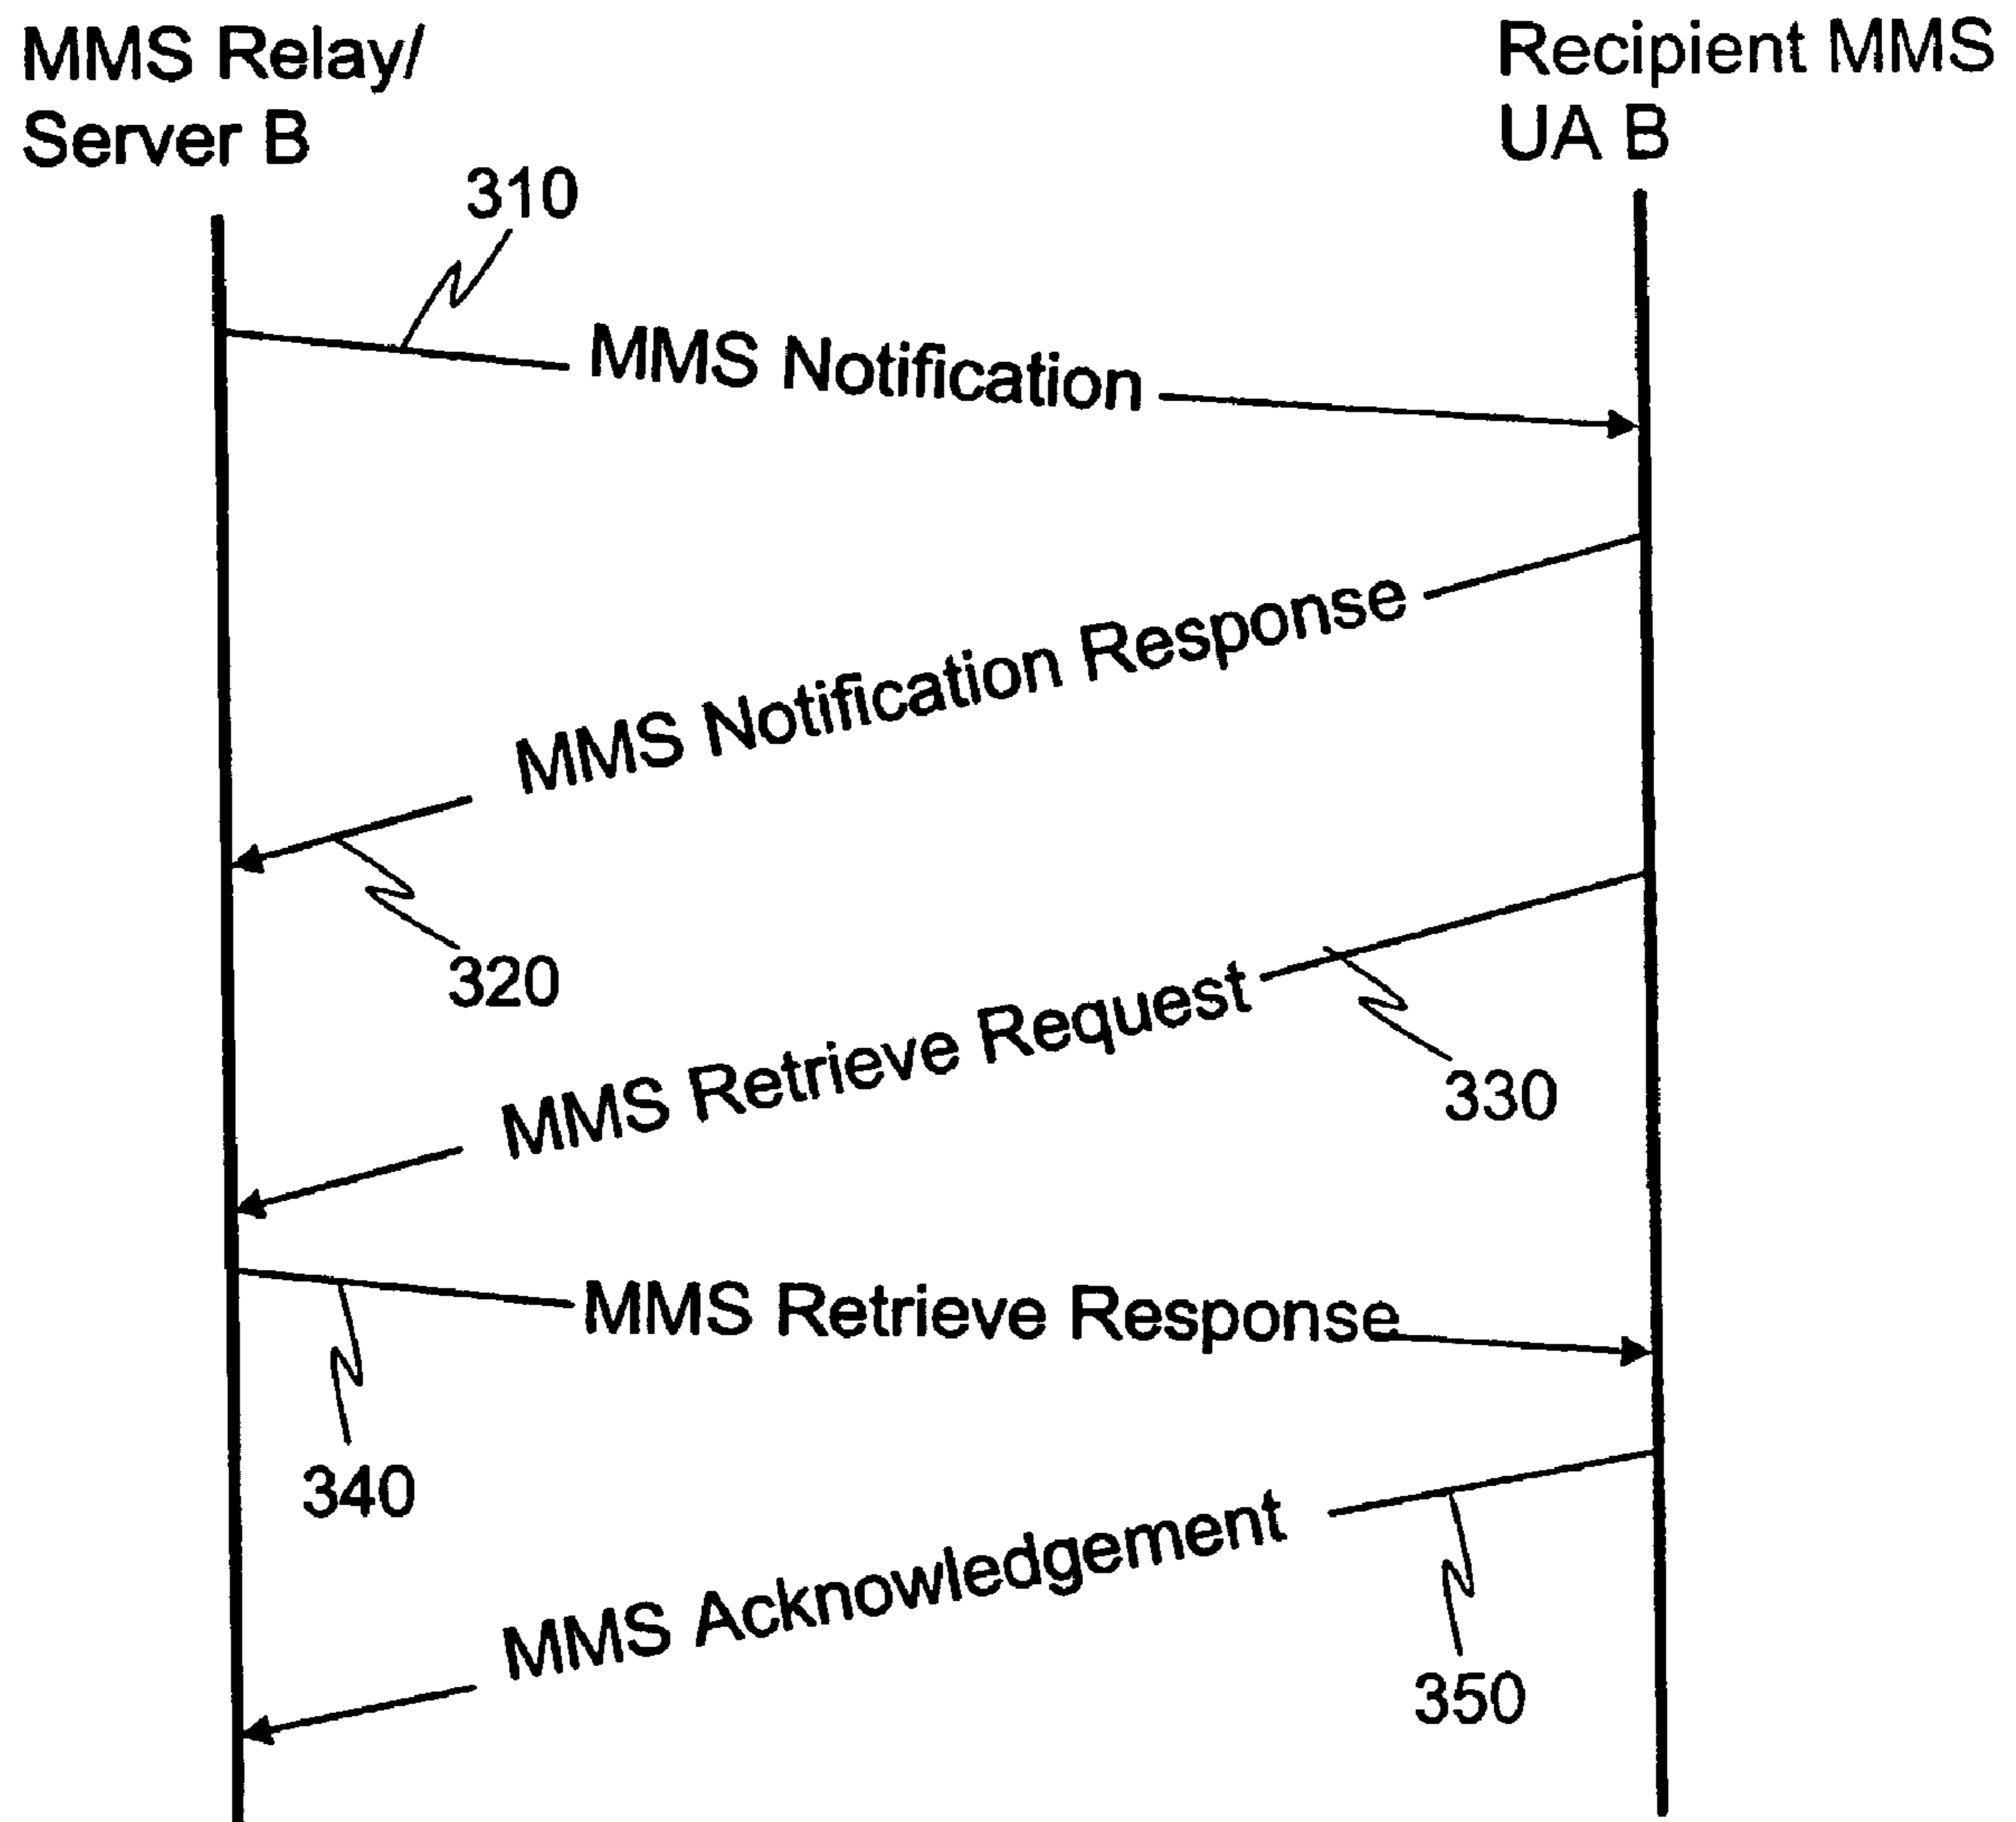 MMS Relay/
Server B
Recipient MMS
UA B
310
MMS Notification
MMS Notification Response
320
MMS Retrieve Request
330
MMS Retrieve Response
340
MMS Acknowledgement
350